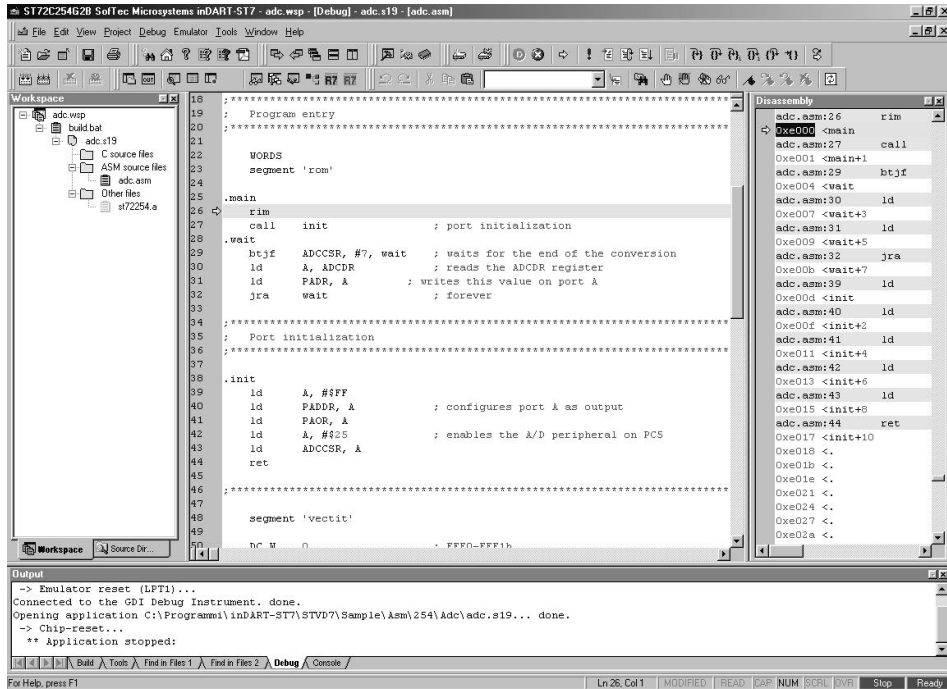 ST72C254G2B SofTec Microsystems inDART-ST7 - adc.wsp - [Debug] - adc.s19 - [adc.asm]
File Edit View Project Debug Emulator Tools Window Help
Workspace
adc.wsp
build.bat
adc.s19
C source files
ASM source files
adc.asm
Other files
st72254.a
Workspace Source Dir...
18 ;******************************************************************************
19 ; Program entry
20 ;******************************************************************************
21
22 WORDS
23 segment 'rom'
24
25 .main
26 rim
27 call init ; port initialization
28 .wait
29 btjf ADCCSR, #7, wait ; waits for the end of the conversion
30 ld A, ADCDR ; reads the ADCDR register
31 ld PADR, A ; writes this value on port A
32 jra wait ; forever
33
34 ;******************************************************************************
35 ; Port initialization
36 ;******************************************************************************
37
38 .init
39 ld A, #$FF
40 ld PADDR, A ; configures port A as output
41 ld PAOR, A
42 ld A, #$25 ; enables the A/D peripheral on PC5
43 ld ADCCSR, A
44 ret
45
46 ;******************************************************************************
47
48 segment 'vectit'
49
50 DC.W 0 ; FFE0-FFE1h
Disassembly
adc.asm:26 rim
0xe000 <main
adc.asm:27 call
0xe001 <main+1
adc.asm:29 btjf
0xe004 <wait
adc.asm:30 ld
0xe007 <wait+3
adc.asm:31 ld
0xe009 <wait+5
adc.asm:32 jra
0xe00b <wait+7
adc.asm:39 ld
0xe00d <init
adc.asm:40 ld
0xe00f <init+2
adc.asm:41 ld
0xe011 <init+4
adc.asm:42 ld
0xe013 <init+6
adc.asm:43 ld
0xe015 <init+8
adc.asm:44 ret
0xe017 <init+10
0xe018 <.
0xe01b <.
0xe01e <.
0xe021 <.
0xe024 <.
0xe027 <.
0xe02a <.
Output
-> Emulator reset (LPT1)...
Connected to the GDI Debug Instrument. done.
Opening application C:\Programmi\inDART-ST7\STVD7\Sample\Asm\254\Adc\adc.s19... done.
-> Chip-reset...
** Application stopped:
Build Tools Find in Files 1 Find in Files 2 Debug Console
For Help, press F1 Ln 26, Col 1 MODIFIED READ CAP NUM SCRL OVR Stop Ready